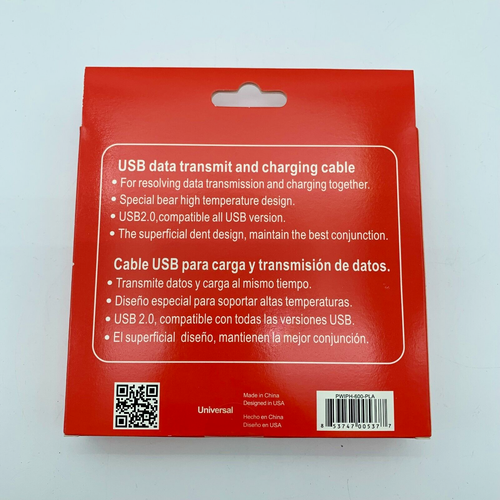 USB data transmit and charging cable
• For resolving data transmission and charging together.
• Special bear high temperature design.
• USB2.0,compatible all USB version.
• The superficial dent design, maintain the best conjunction.
Cable USB para carga y transmisión de datos.
• Transmite datos y carga al mismo tiempo.
• Diseño especial para soportar altas temperaturas.
• USB 2.0, compatible con todas las versiones USB.
• El superficial diseño, mantienen la mejor conjunción.
Universal
Made in China
Designed in USA
Hecho en China
Diseño en USA
PWIPH-600-PLA
8 53747 00537 7